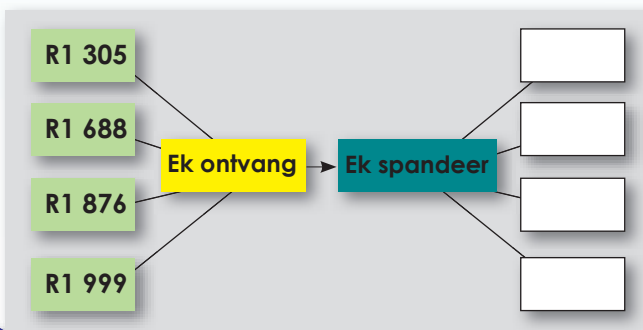 R1 305
R1 688
Ek ontvang
Ek spandeer
R1 876
R1 999